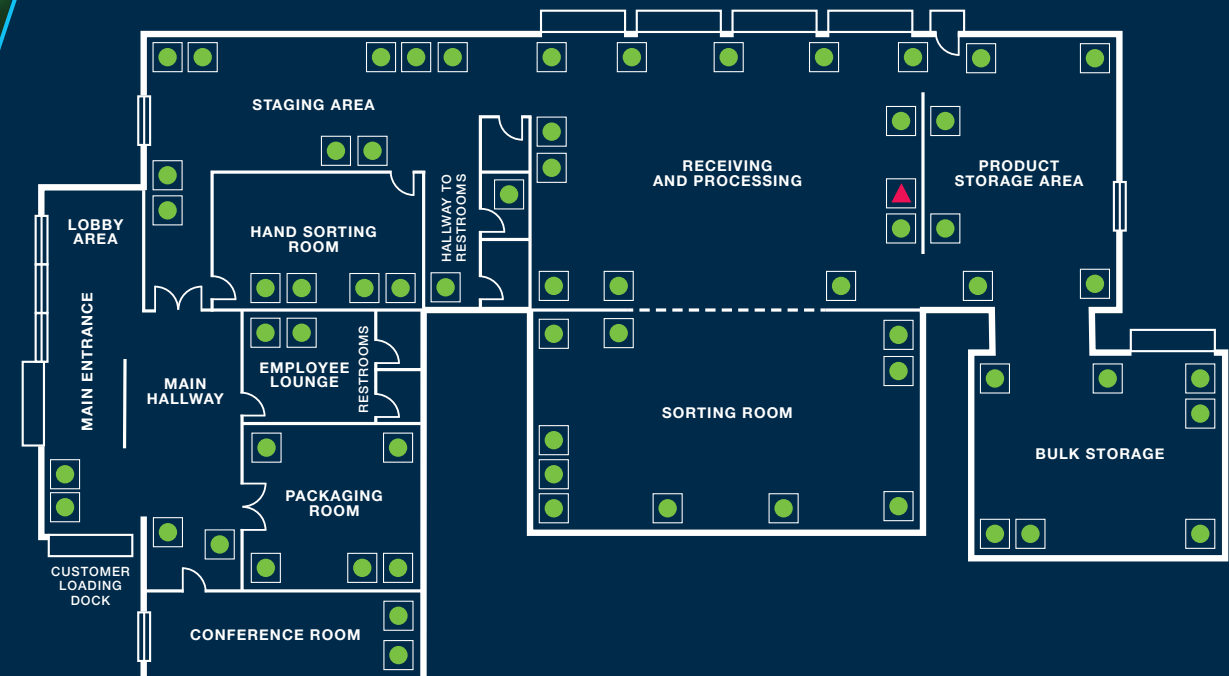 STAGING AREA
RECEIVING
AND PROCESSING
PRODUCT
STORAGE AREA
HALLWAY TO
RESTROOMS
LOBBY
AREA
HAND SORTING
ROOM
MAIN ENTRANCE
MAIN
HALLWAY
EMPLOYEE
LOUNGE
RESTROOMS
SORTING ROOM
BULK STORAGE
PACKAGING
ROOM
CUSTOMER
LOADING
DOCK
CONFERENCE ROOM